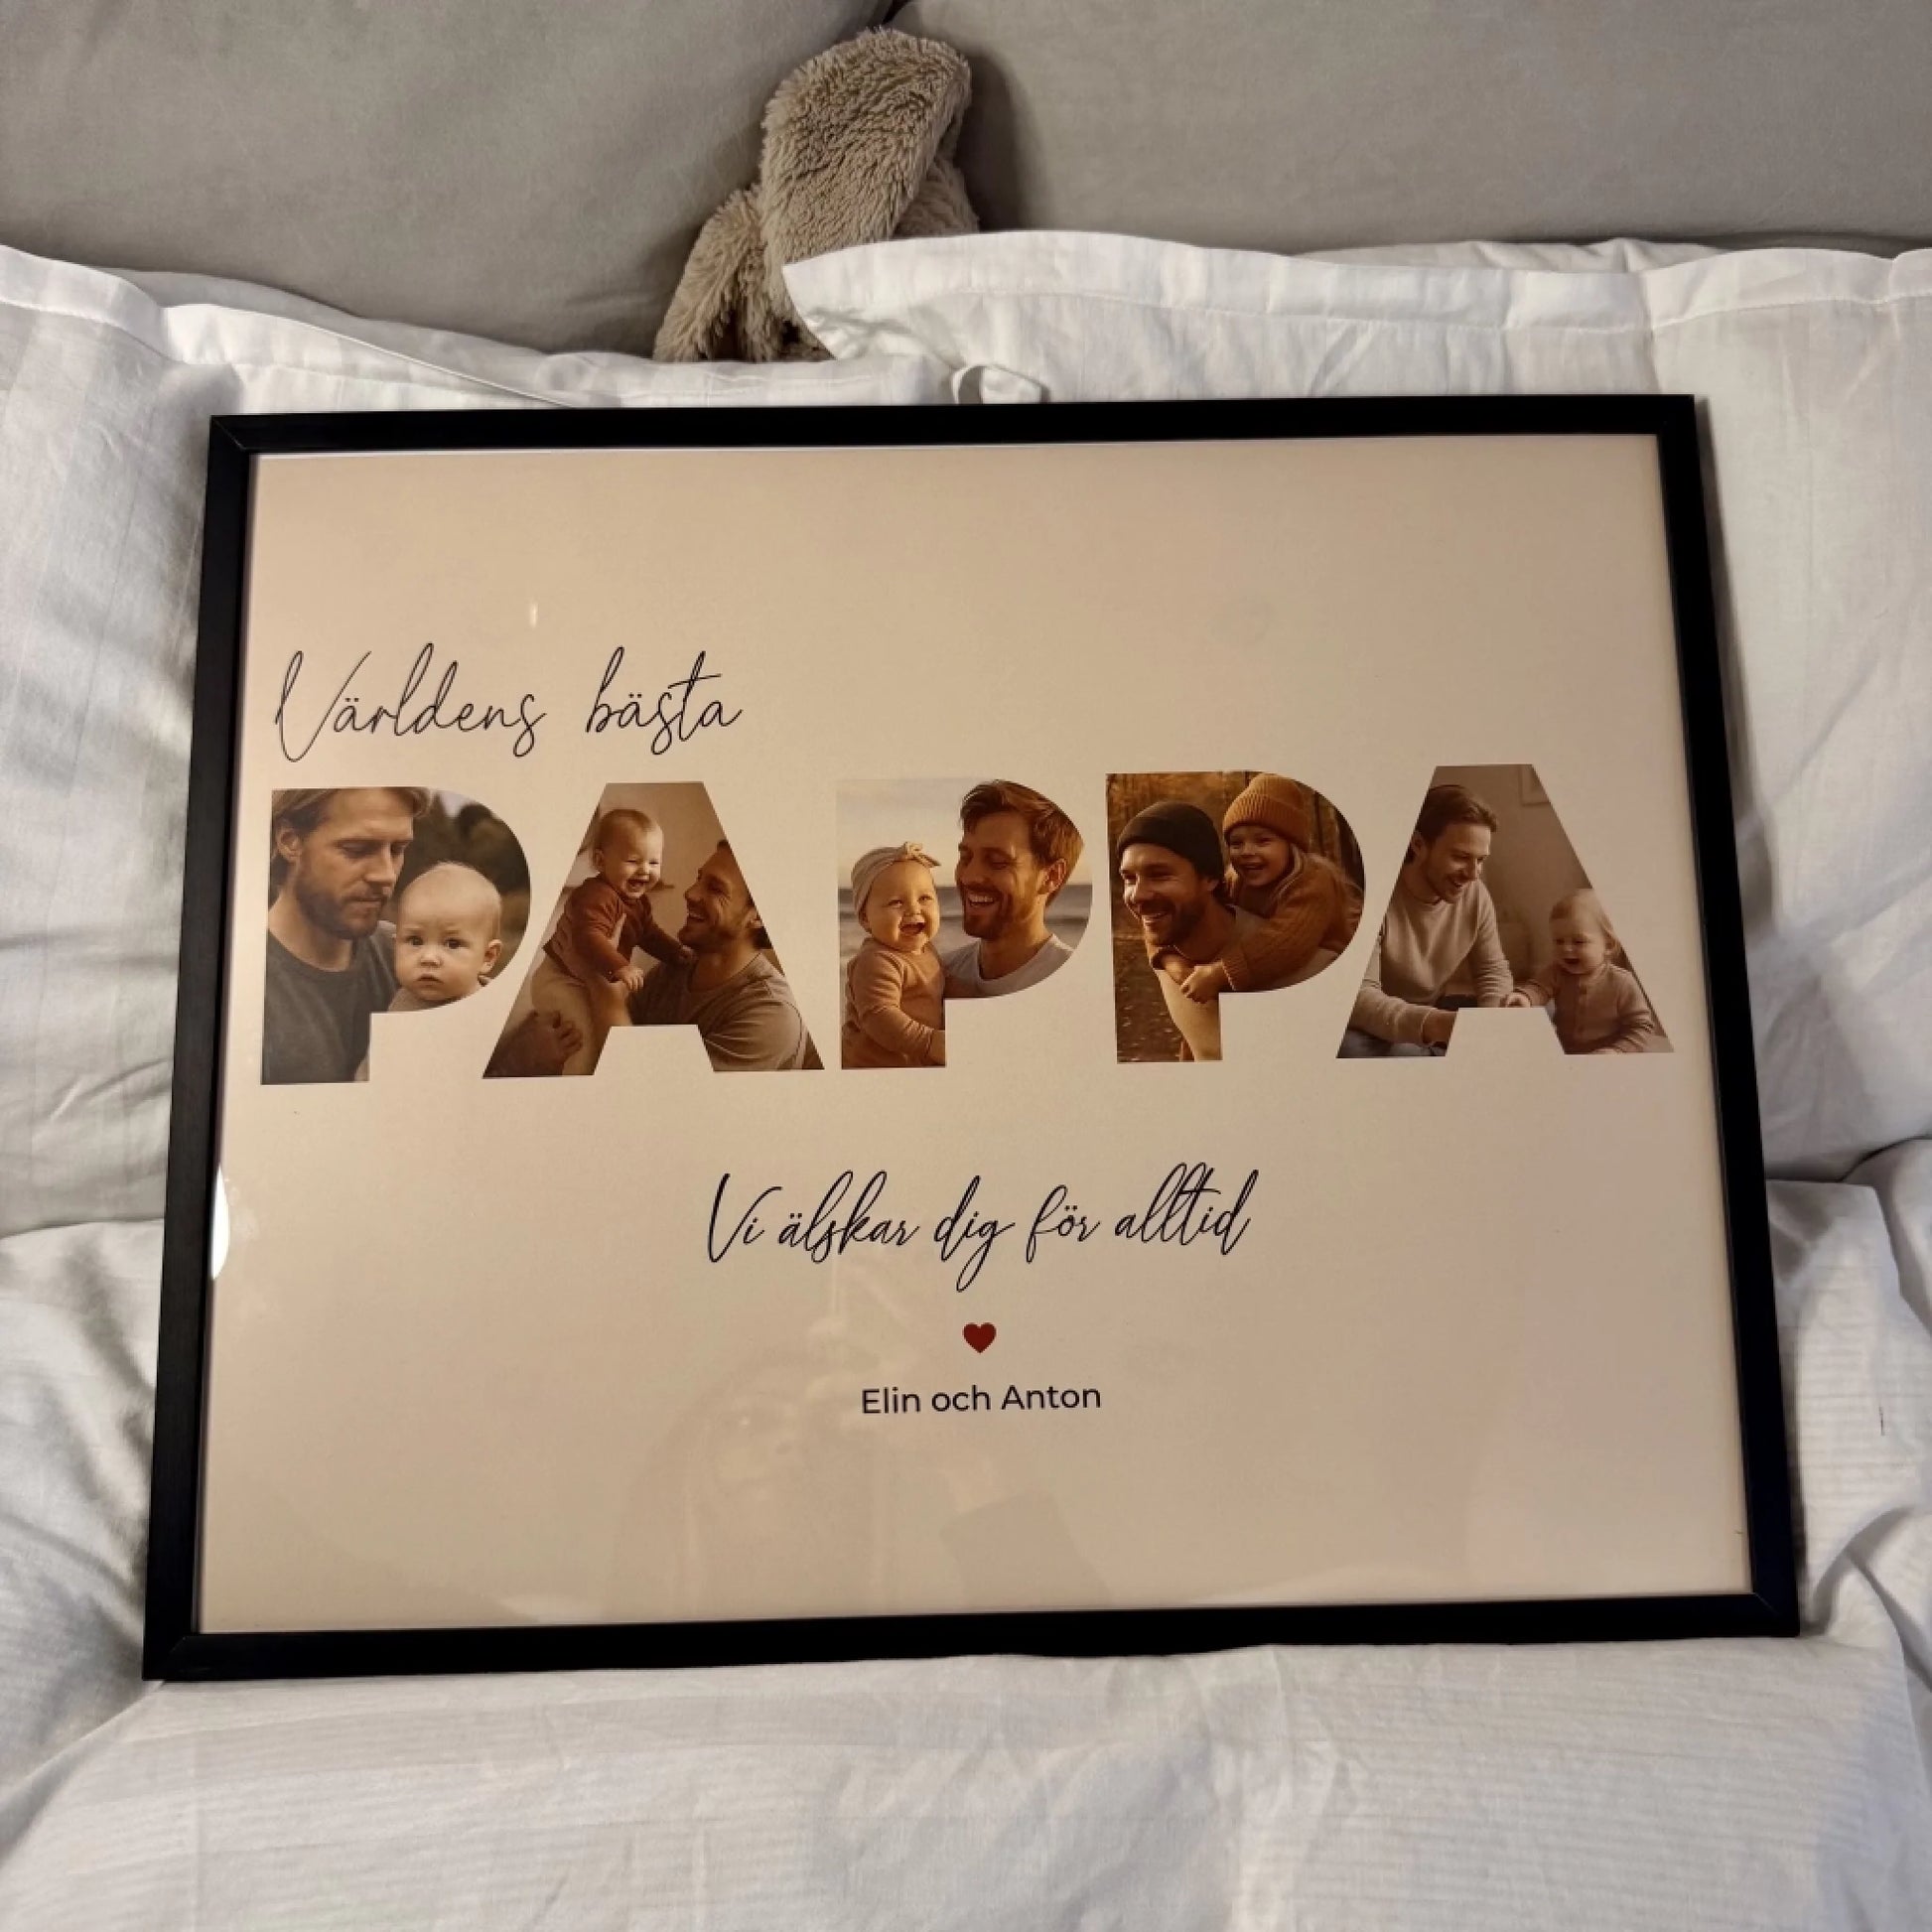 Världens bästa
PAPPA
Vi älskar dig för alltid
Elin och Anton